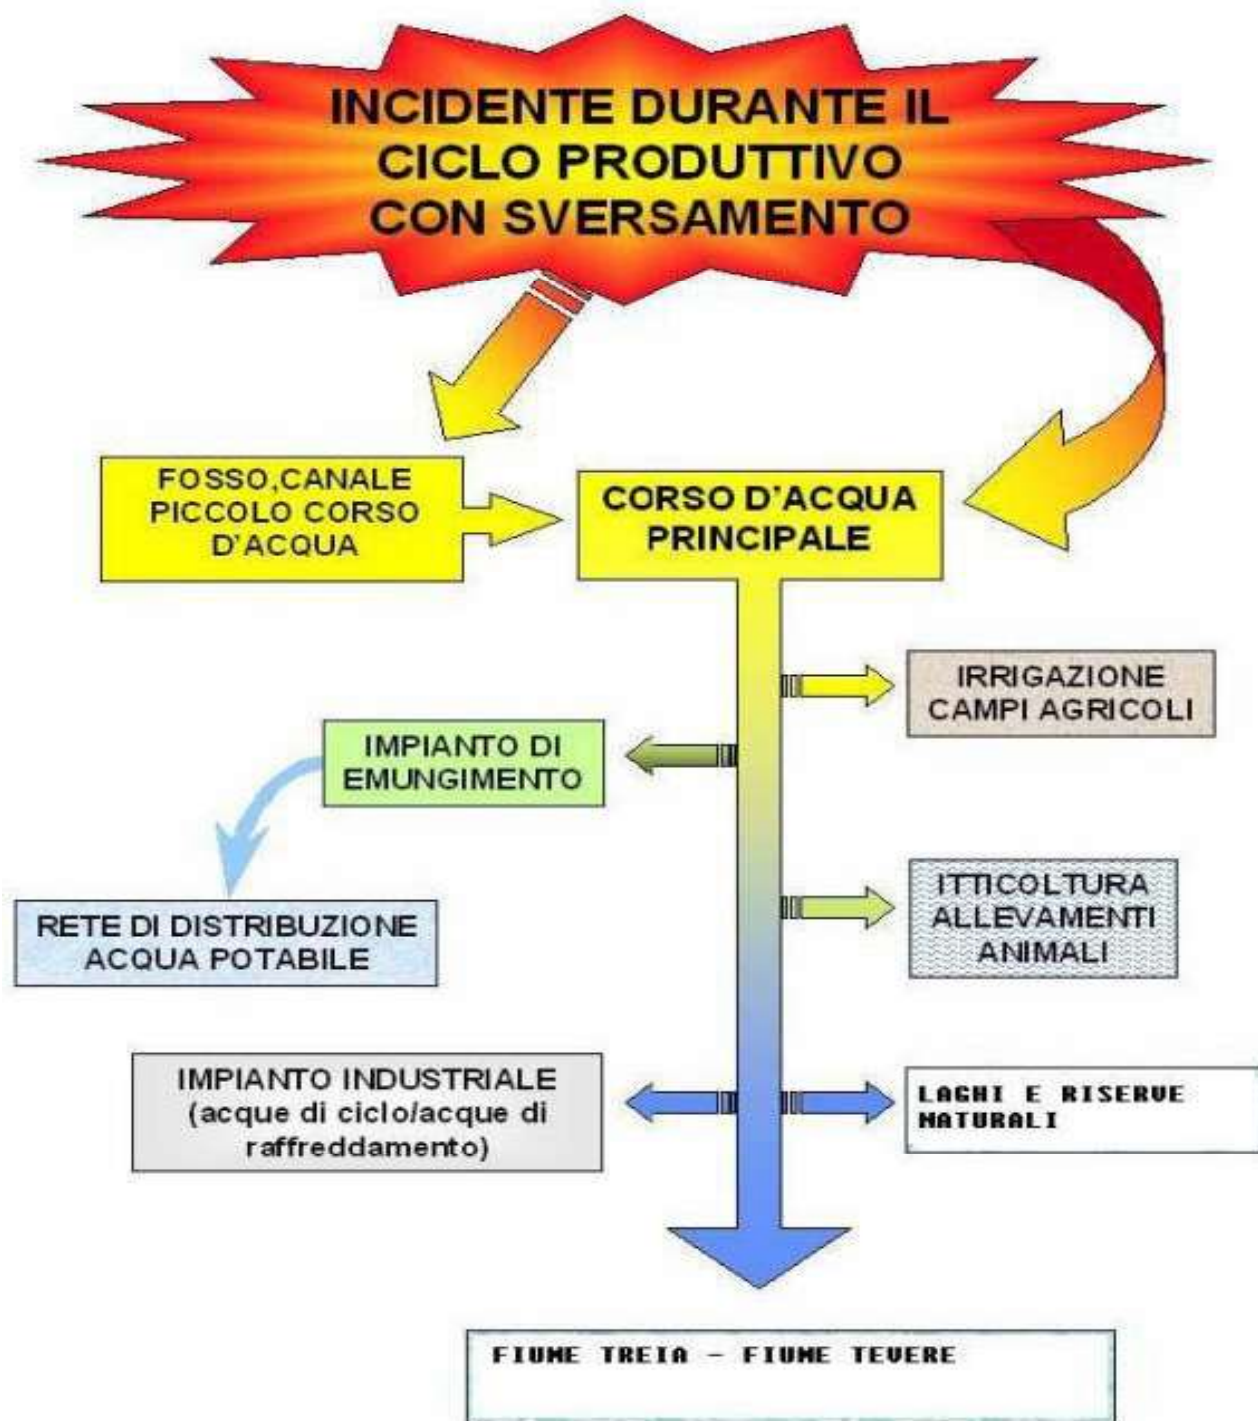 INCIDENTE DURANTE IL
CICLO PRODUTTIVO
CON SVERSAMENTO
FOSSO,CANALE
PICCOLO CORSO
D'ACQUA
CORSO D'ACQUA
PRINCIPALE
IRRIGAZIONE
CAMPI AGRICOLI
IMPIANTO DI
EMUNGIMENTO
ITTICOLTURA
ALLEVAMENTI
ANIMALI
RETE DI DISTRIBUZIONE
ACQUA POTABILE
IMPIANTO INDUSTRIALE
(acque di ciclo/acque di
raffreddamento)
LAGHI E RISERVE
NATURALI
FIUME TREIA - FIUME TEVERE